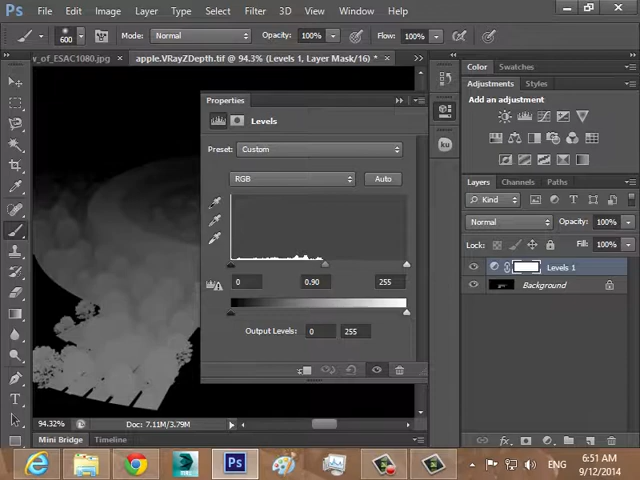 Ps File Edit Image Layer Type Select Filter 3D View Window Help
600 Mode: Normal Opacity: 100% Flow: 100%
w_of_ESAC1080.jpg × apple.VRayZDepth.tif @ 94.3% (Levels 1, Layer Mask/16) * ×
Color Swatches
Adjustments Styles
Add an adjustment
Properties
Levels
Preset: Custom
RGB Auto
ku
0 0.90 255
Output Levels: 0 255
Layers Channels Paths
Kind
Normal Opacity: 100%
Lock: Fill: 100%
Levels 1
Background
94.32% Doc: 7.11M/3.79M
Mini Bridge Timeline
fx
Ps ENG 6:51 AM
9/12/2014